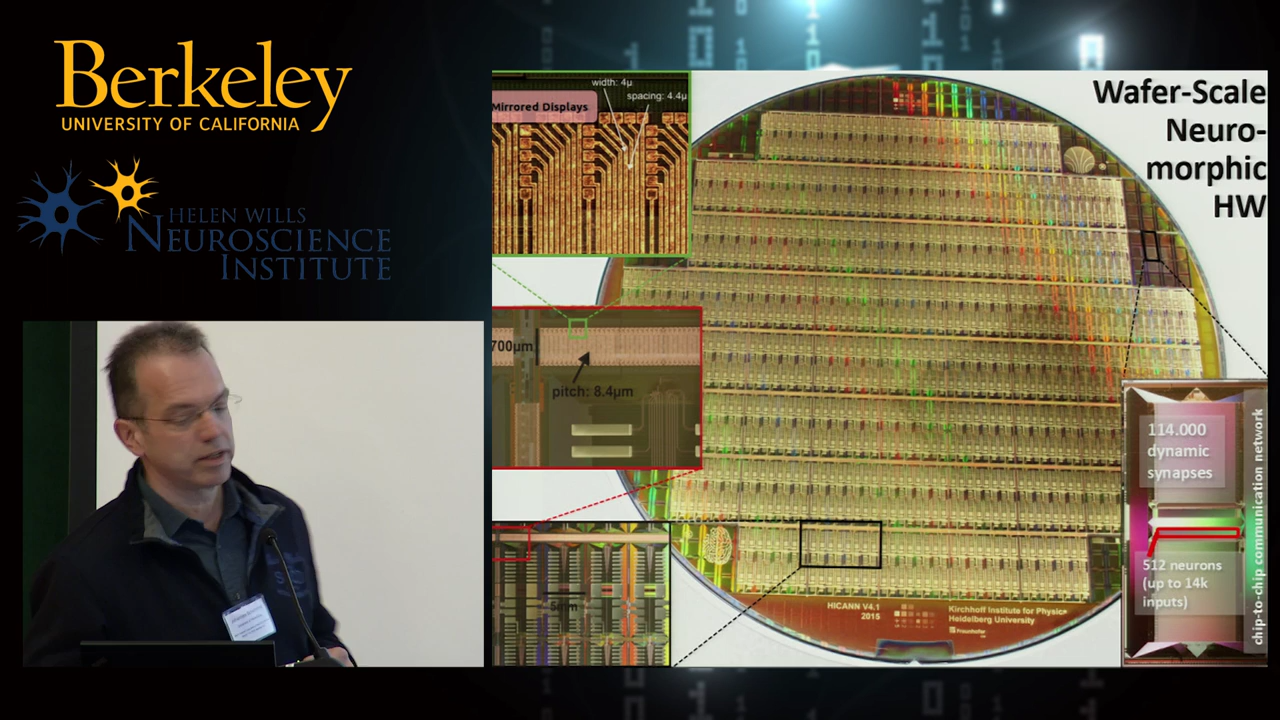 Berkeley
UNIVERSITY OF CALIFORNIA
HELEN WILLS
NEUROSCIENCE
INSTITUTE
width: 4µ
spacing: 4.4µ
Mirrored Displays
700µm
pitch: 8.4µm
5mm
Wafer-Scale
Neuro-
morphic
HW
114.000
dynamic
synapses
512 neurons
(up to 14k
inputs)
chip-to-chip communication network
HICANN V4.1
2015
Kirchhoff Institute for Physics
Heidelberg University
Fraunhofer